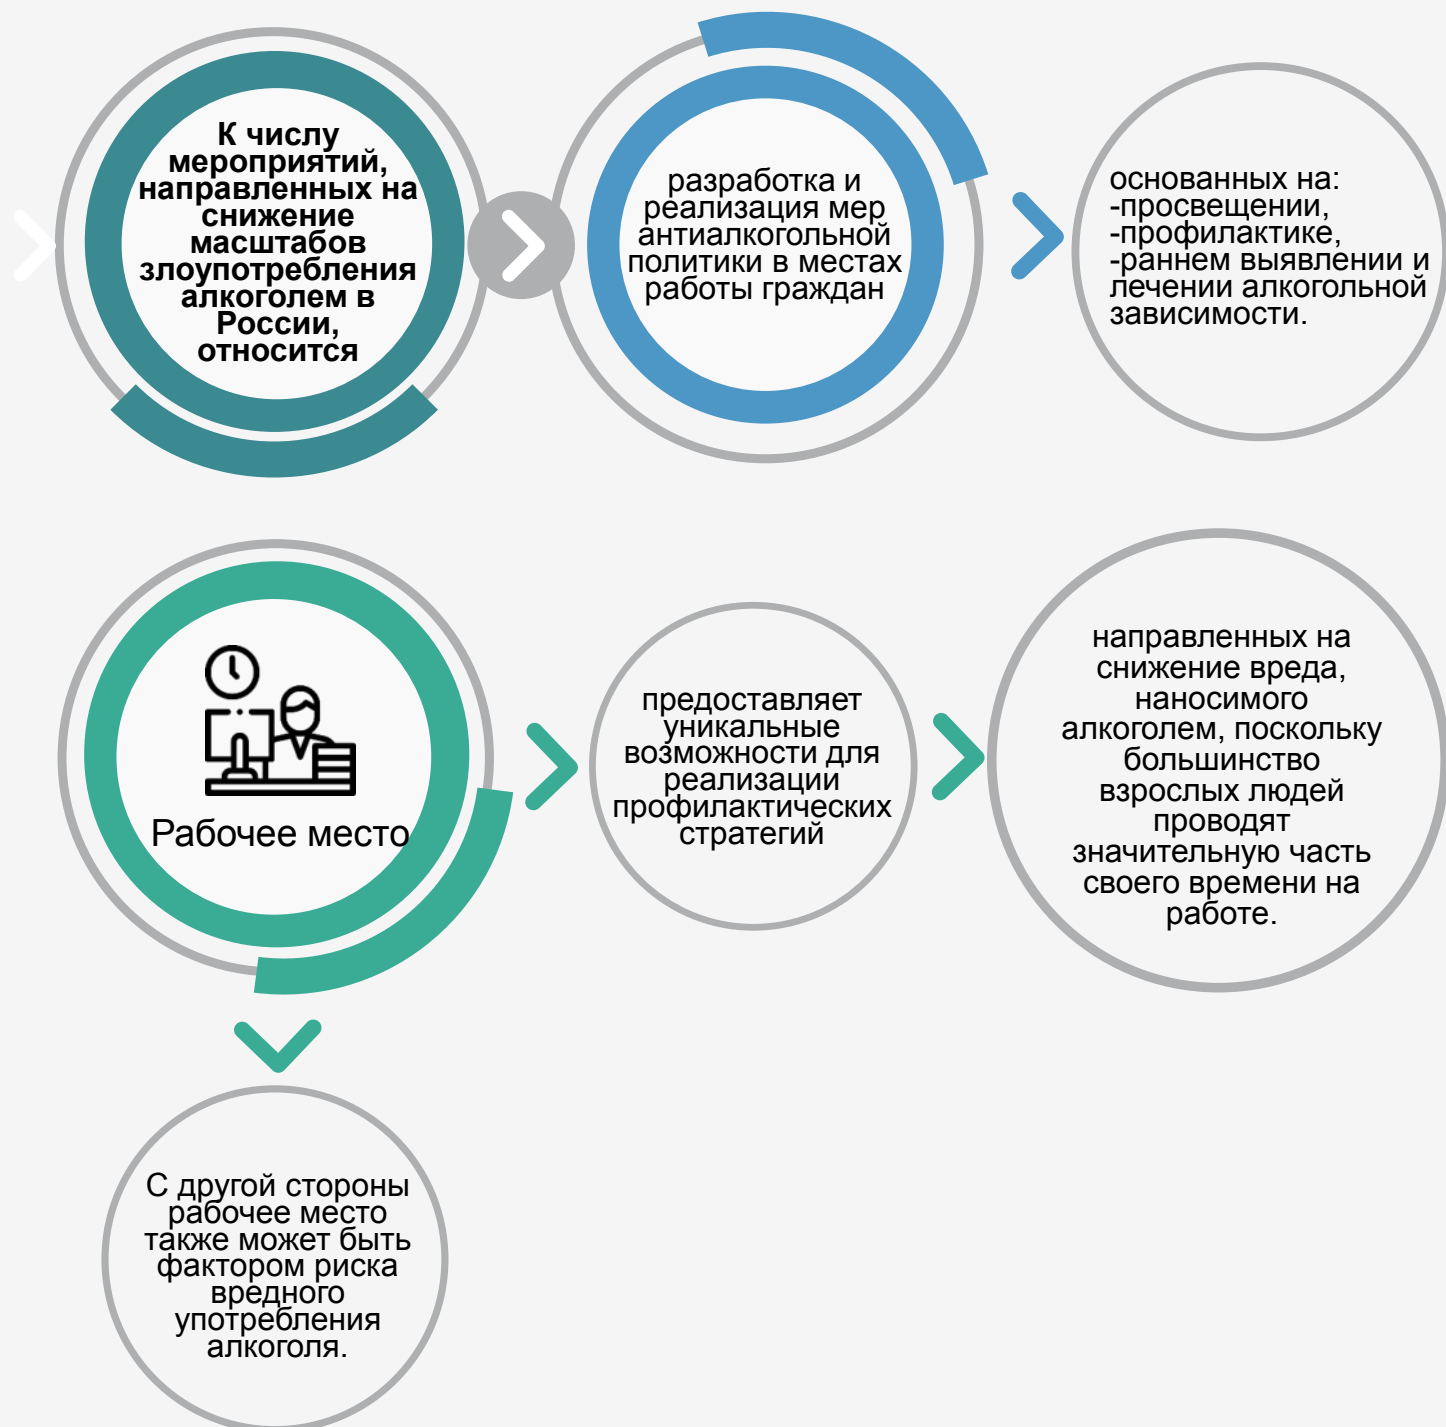 К числу
мероприятий,
направленных на
снижение
масштабов
злоупотребления
алкоголем в
России,
относится
разработка и
реализация мер
антиалкогольной
политики в местах
работы граждан
основанных на:
-просвещении,
-профилактике,
-раннем выявлении и
лечении алкогольной
зависимости.
Рабочее место
предоставляет
уникальные
возможности для
реализации
профилактических
стратегий
направленных на
снижение вреда,
наносимого
алкоголем, поскольку
большинство
взрослых людей
проводят
значительную часть
своего времени на
работе.
С другой стороны
рабочее место
также может быть
фактором риска
вредного
употребления
алкоголя.